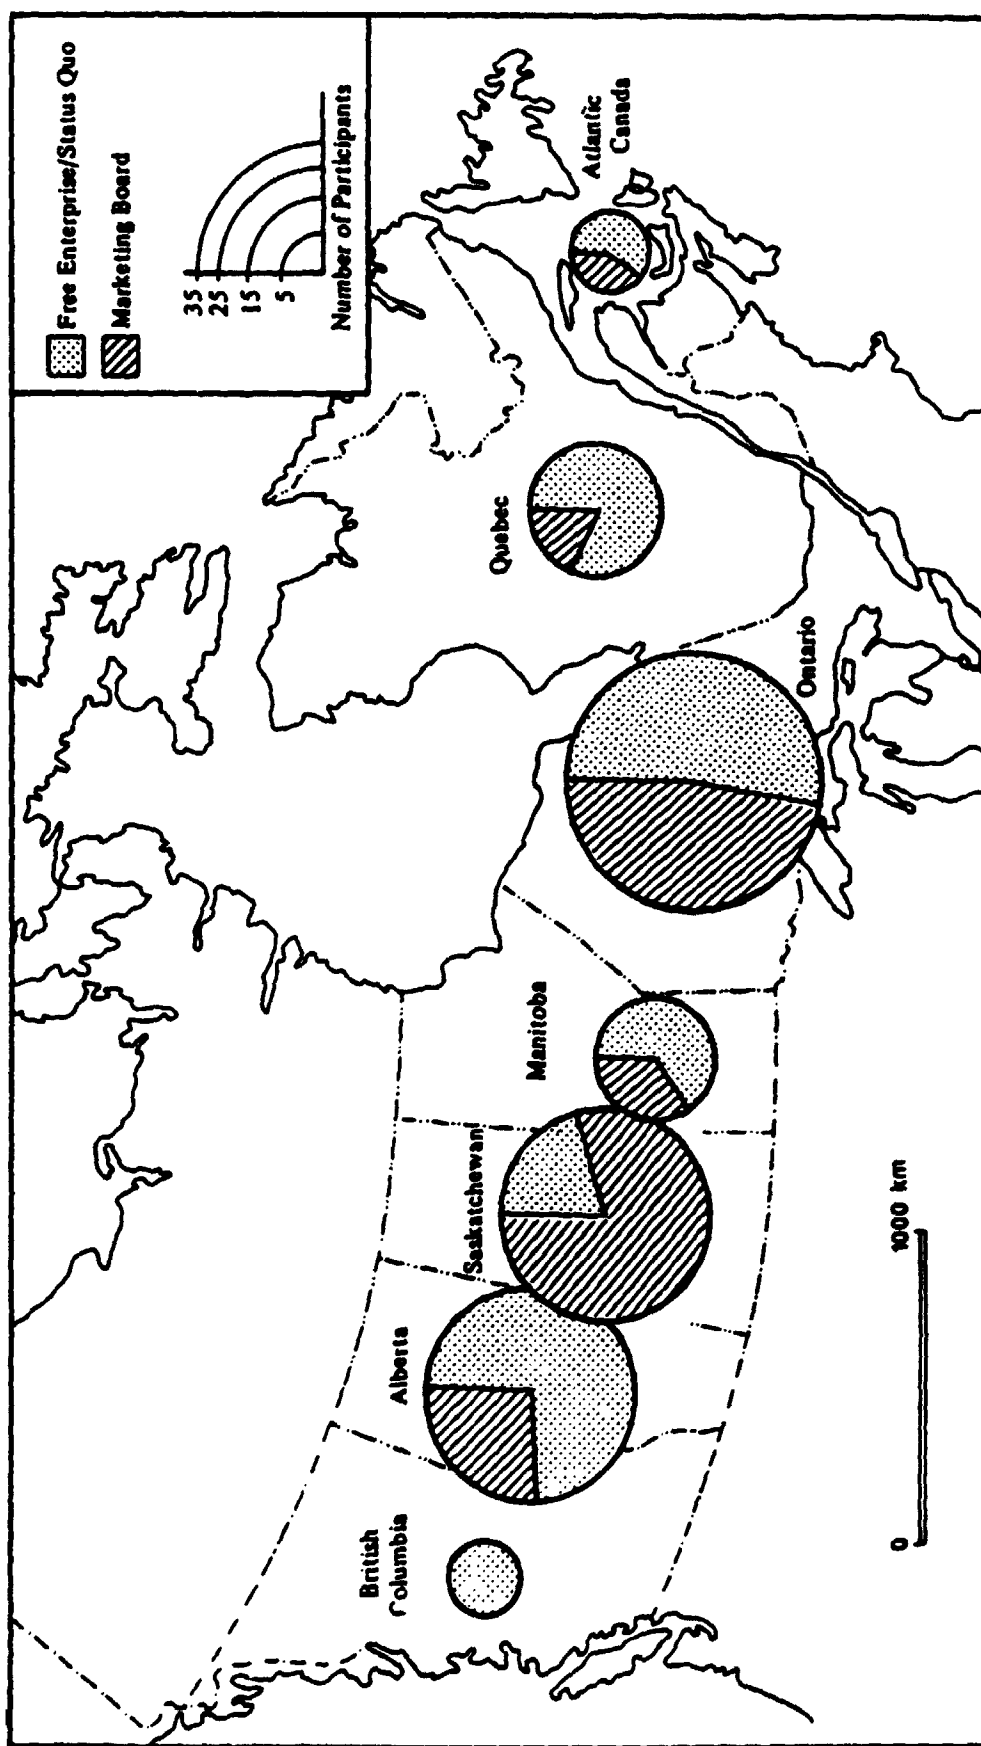 Free Enterprise/Status Quo
Marketing Board
35
25
15
5
Number of Participants
British
Columbia
Alberta
Saskatchewan
Manitoba
Ontario
Quebec
Atlantic
Canada
0
1000 km